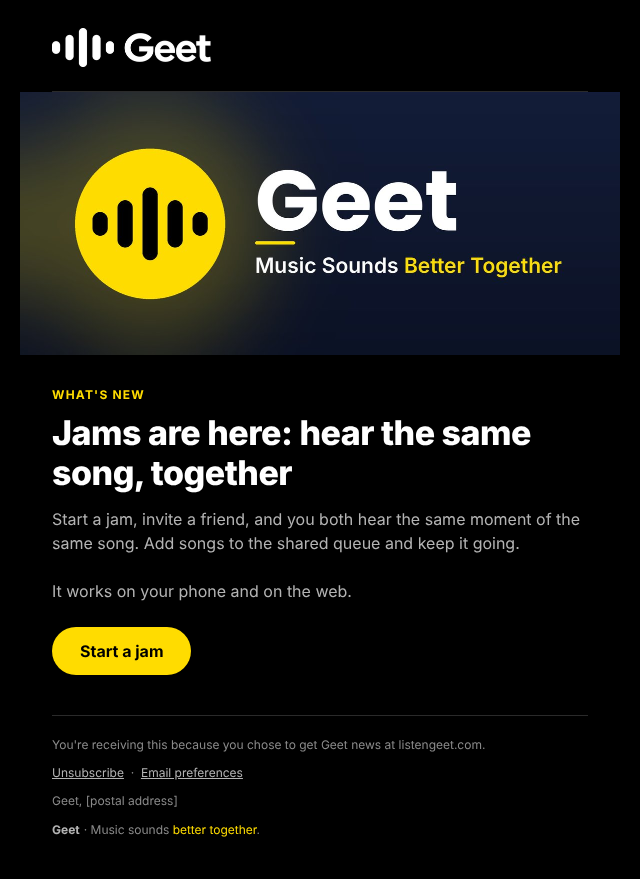 Geet
Geet
Music Sounds Better Together
WHAT'S NEW
Jams are here: hear the same
song, together
Start a jam, invite a friend, and you both hear the same moment of the
same song. Add songs to the shared queue and keep it going.
It works on your phone and on the web.
Start a jam
You're receiving this because you chose to get Geet news at listengeet.com.
Unsubscribe · Email preferences
Geet, [postal address]
Geet · Music sounds better together.